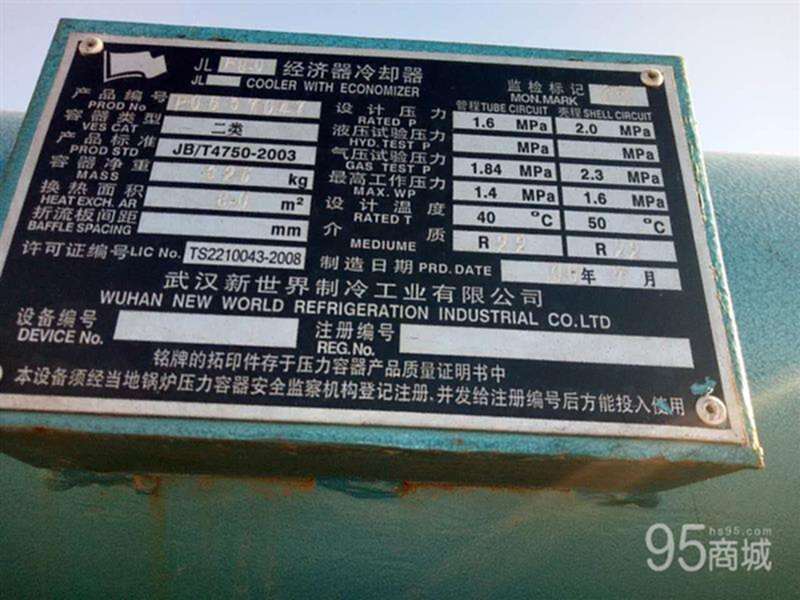 JL 经济器冷却器 监检标记
JL COOLER WITH ECONOMIZER MON.MARK
产品编号 设计压力 管程TUBE CIRCUIT 壳程SHELL CIRCUIT
PROD No RATED P 1.6 MPa 2.0 MPa
容器类型 二类 液压试验压力 MPa MPa
VES CAT HYD.TEST P
产品标准 JB/T4750-2003 气压试验压力 1.84 MPa 2.3 MPa
PROD STD GAS TEST P
容器净重 kg 最高工作压力 1.4 MPa 1.6 MPa
MASS MAX.WP
换热面积 m² 设计温度 40 °C 50 °C
HEAT EXCH. AR RATED T
折流板间距 mm 介质 R22 R22
BAFFLE SPACING MEDIUME
许可证编号LIC No. TS2210043-2008 制造日期 PRD.DATE 年 月
武汉新世界制冷工业有限公司
WUHAN NEW WORLD REFRIGERATION INDUSTRIAL CO.LTD
设备编号 注册编号
DEVICE No. REG.No.
铭牌的拓印件存于压力容器产品质量证明书中
本设备须经当地锅炉压力容器安全监察机构登记注册.并发给注册编号后方能投入使用
hs95.com
95商城